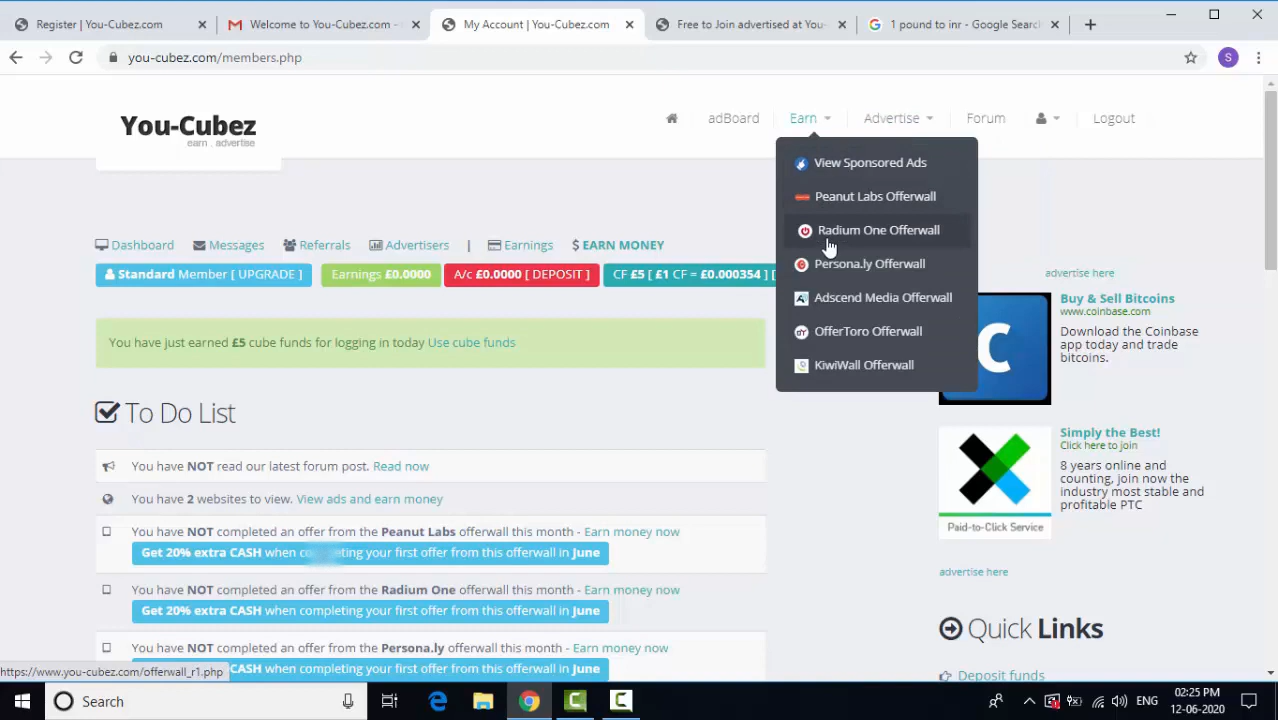 Register | You-Cubez.com
Welcome to You-Cubez.com -
My Account | You-Cubez.com
Free to Join advertised at You-
1 pound to inr - Google Search
you-cubez.com/members.php
S
You-Cubez
earn . advertise
adBoard
Earn
Advertise
Forum
Logout
View Sponsored Ads
Peanut Labs Offerwall
Radium One Offerwall
Persona.ly Offerwall
Adscend Media Offerwall
OfferToro Offerwall
KiwiWall Offerwall
Dashboard Messages Referrals Advertisers | Earnings $ EARN MONEY
Standard Member [ UPGRADE ] Earnings £0.0000 A/c £0.0000 [ DEPOSIT ] CF £5 [ £1 CF = £0.000354 ] [
You have just earned £5 cube funds for logging in today Use cube funds
To Do List
You have NOT read our latest forum post. Read now
You have 2 websites to view. View ads and earn money
You have NOT completed an offer from the Peanut Labs offerwall this month - Earn money now
Get 20% extra CASH when completing your first offer from this offerwall in June
You have NOT completed an offer from the Radium One offerwall this month - Earn money now
Get 20% extra CASH when completing your first offer from this offerwall in June
You have NOT completed an offer from the Persona.ly offerwall this month - Earn money now
CASH when completing your first offer from this offerwall in June
advertise here
Buy & Sell Bitcoins
www.coinbase.com
Download the Coinbase
app today and trade
bitcoins.
Simply the Best!
Click here to join
8 years online and
counting, join now the
industry most stable and
profitable PTC
Paid-to-Click Service
advertise here
Quick Links
Deposit funds
https://www.you-cubez.com/offerwall_r1.php
Search
ENG
02:25 PM
12-06-2020